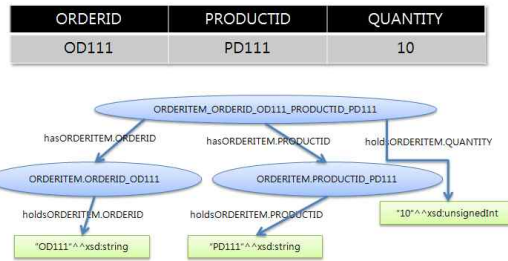 ORDERID PRODUCTID QUANTITY
OD111 PD111 10
ORDERITEM_ORDERID_OD111_PRODUCTID_PD111
hasORDERITEM.ORDERID hasORDERITEM.PRODUCTID holdsORDERITEM.QUANTITY
ORDERITEM.ORDERID_OD111 ORDERITEM.PRODUCTID_PD111
holdsORDERITEM.ORDERID holdsORDERITEM.PRODUCTID "10"^^xsd:unsignedInt
"OD111"^^xsd:string "PD111"^^xsd:string